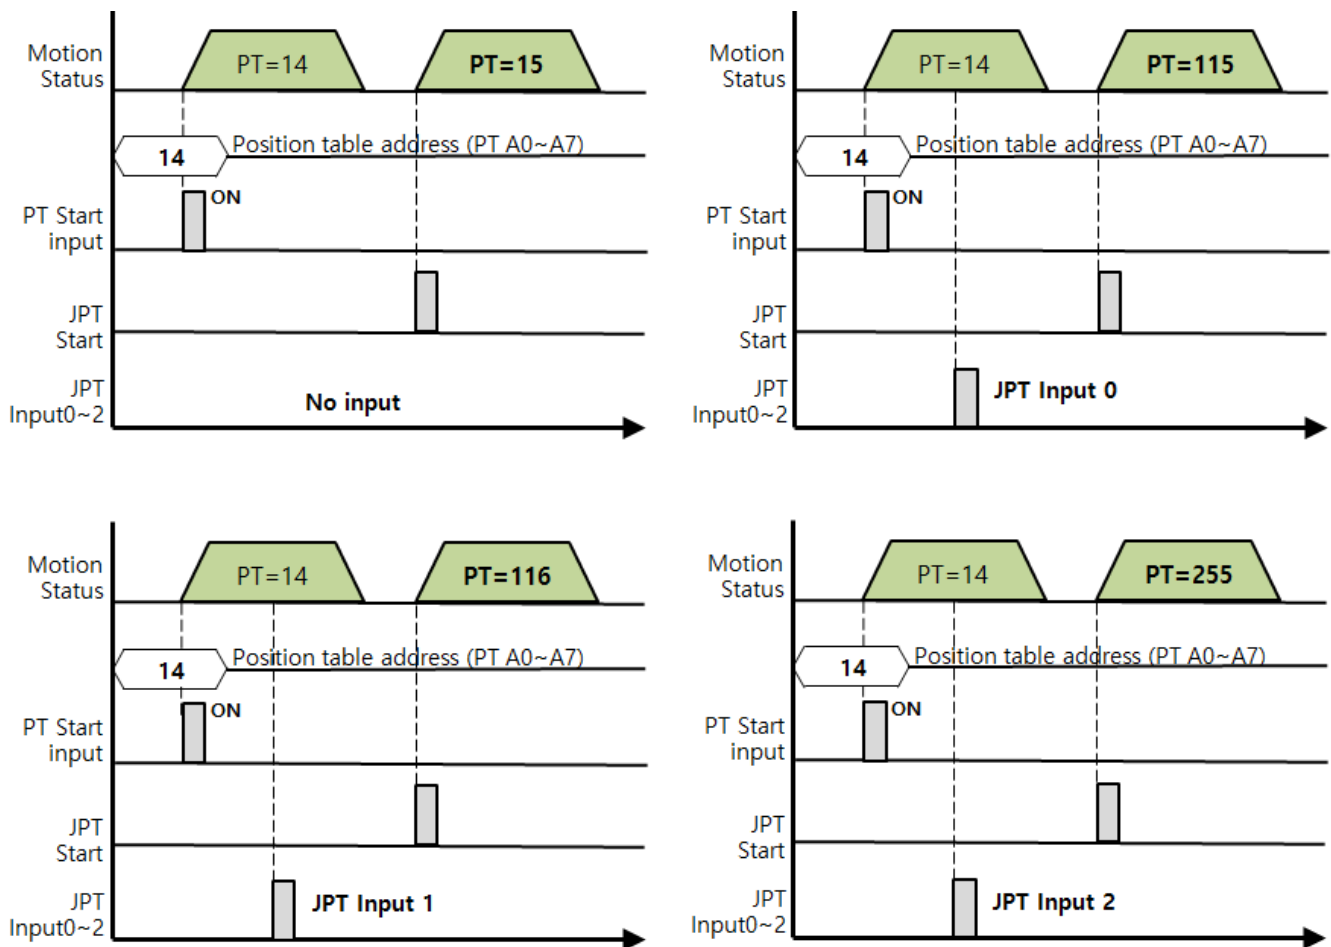 Motion
Status
PT=14
PT=15
14
Position table address (PT A0~A7)
ON
PT Start
input
JPT
Start
JPT
Input0~2
No input
Motion
Status
PT=14
PT=115
14
Position table address (PT A0~A7)
ON
PT Start
input
JPT
Start
JPT
Input0~2
JPT Input 0
Motion
Status
PT=14
PT=116
14
Position table address (PT A0~A7)
ON
PT Start
input
JPT
Start
JPT
Input0~2
JPT Input 1
Motion
Status
PT=14
PT=255
14
Position table address (PT A0~A7)
ON
PT Start
input
JPT
Start
JPT
Input0~2
JPT Input 2